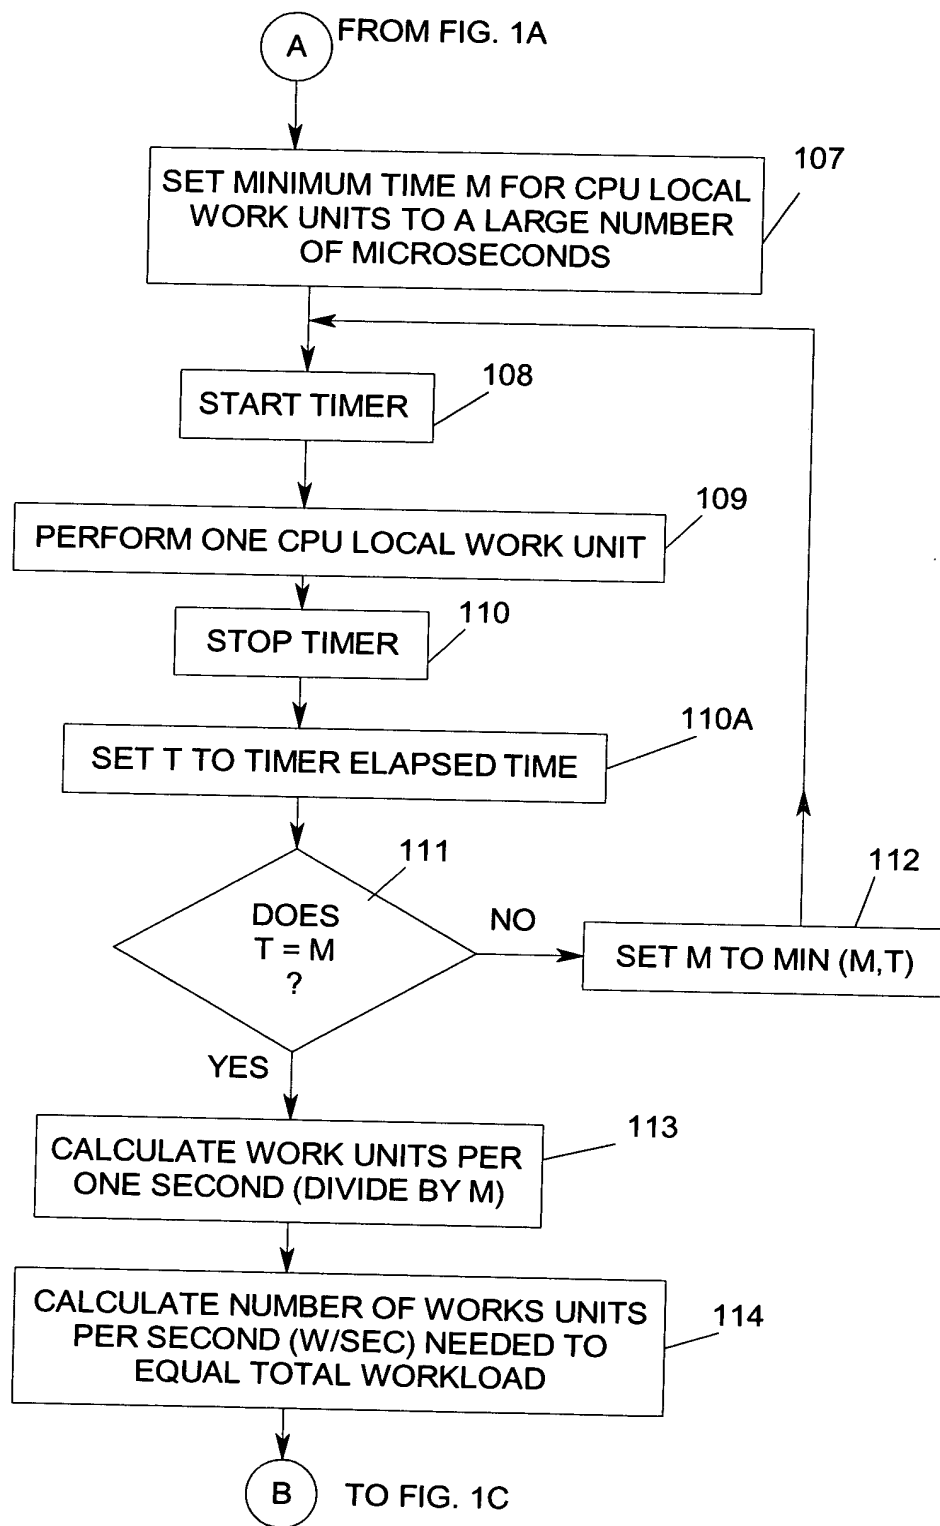 A
FROM FIG. 1A
107
SET MINIMUM TIME M FOR CPU LOCAL
WORK UNITS TO A LARGE NUMBER
OF MICROSECONDS
108
START TIMER
109
PERFORM ONE CPU LOCAL WORK UNIT
110
STOP TIMER
110A
SET T TO TIMER ELAPSED TIME
111
DOES
T = M
?
NO
112
SET M TO MIN (M,T)
YES
113
CALCULATE WORK UNITS PER
ONE SECOND (DIVIDE BY M)
114
CALCULATE NUMBER OF WORKS UNITS
PER SECOND (W/SEC) NEEDED TO
EQUAL TOTAL WORKLOAD
B
TO FIG. 1C